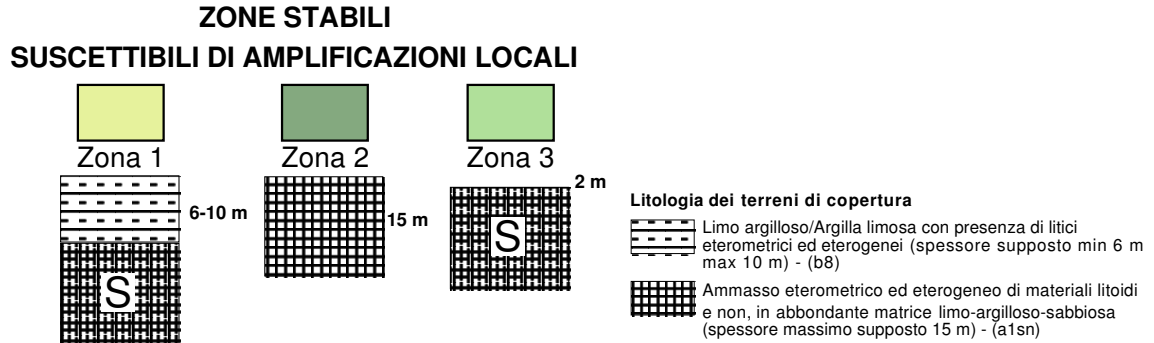 ZONE STABILI
SUSCETTIBILI DI AMPLIFICAZIONI LOCALI
Zona 1
Zona 2
Zona 3
6-10 m
15 m
2 m
S
S
Litologia dei terreni di copertura
Limo argilloso/Argilla limosa con presenza di litici
eterometrici ed eterogenei (spessore supposto min 6 m
max 10 m) - (b8)
Ammasso eterometrico ed eterogeneo di materiali litoidi
e non, in abbondante matrice limo-argilloso-sabbiosa
(spessore massimo supposto 15 m) - (a1sn)